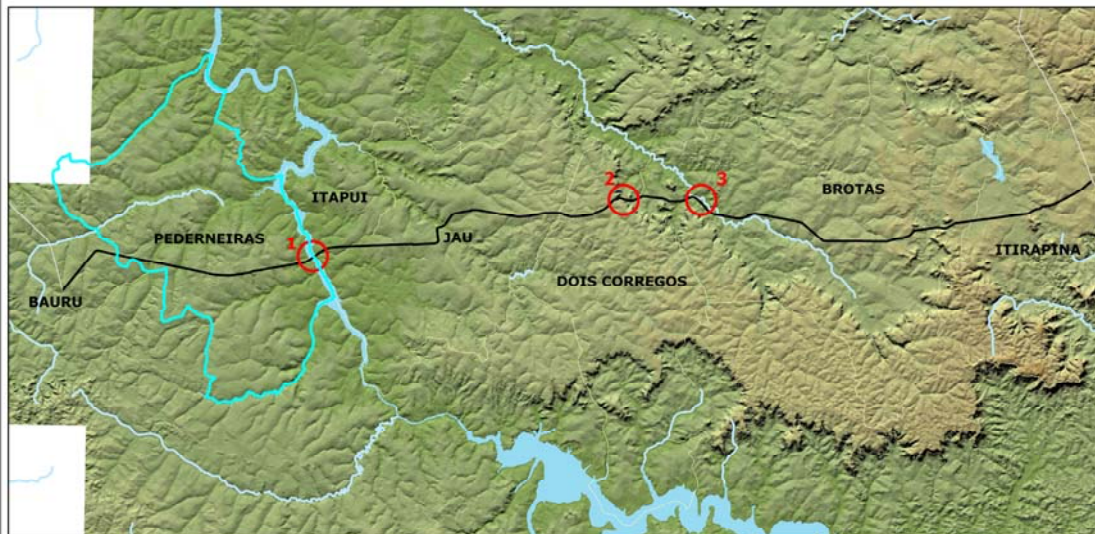 2
3
BROTAS
ITAPUI
1
PEDERNEIRAS
JAU
ITIRAPINA
DOIS CORREGOS
BAURU